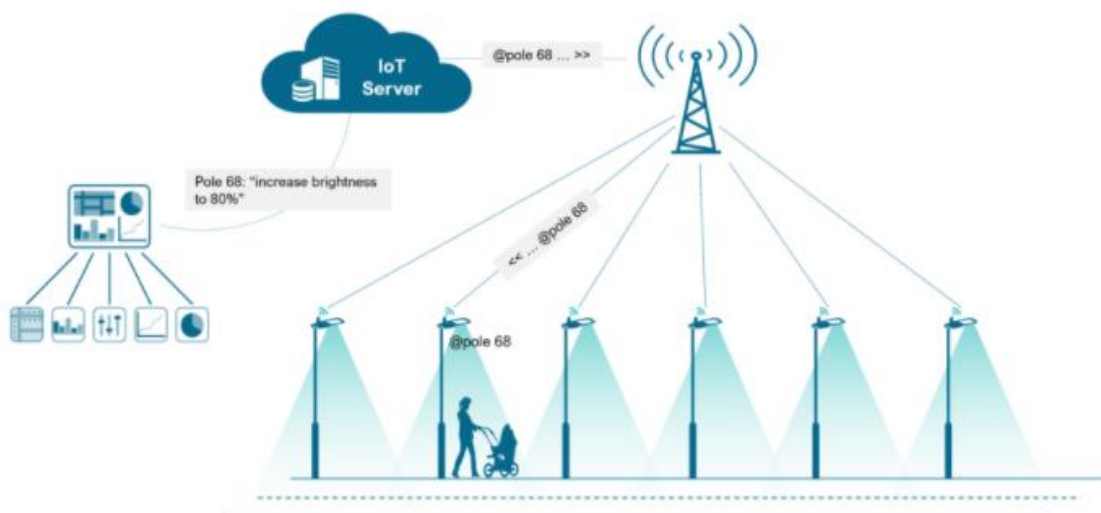 IoT
Server
@pole 68 ... >>
Pole 68: "increase brightness
to 80%"
<< ... @pole 68
@pole 68